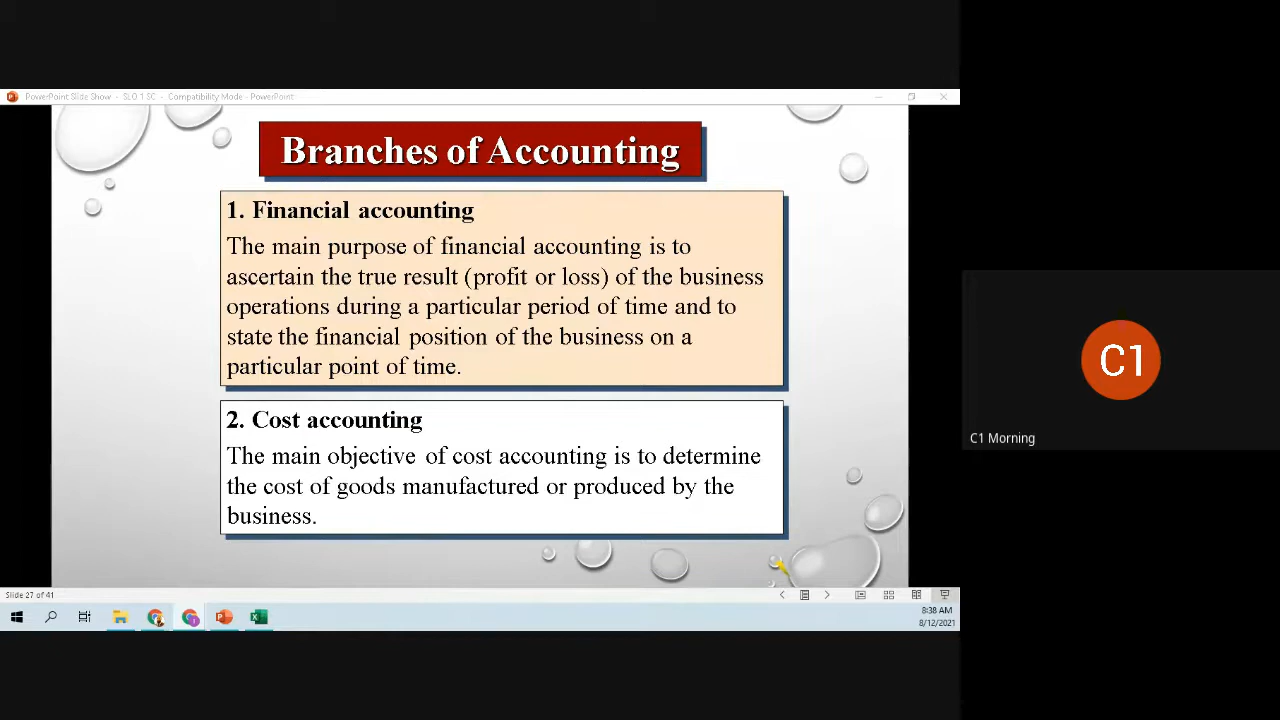 PowerPoint Slide Show - SLO 1 SC - Compatibility Mode - PowerPoint
Branches of Accounting
1. Financial accounting
The main purpose of financial accounting is to
ascertain the true result (profit or loss) of the business
operations during a particular period of time and to
state the financial position of the business on a
particular point of time.
2. Cost accounting
The main objective of cost accounting is to determine
the cost of goods manufactured or produced by the
business.
C1
C1 Morning
Slide 27 of 41
8:38 AM
8/12/2021